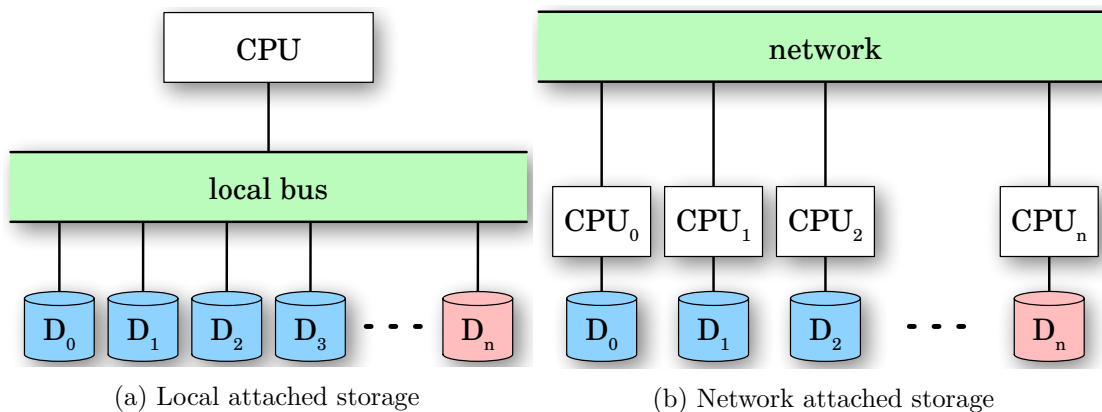 CPU
local bus
D0 D1 D2 D3 Dn
(a) Local attached storage
network
CPU0 CPU1 CPU2 CPUn
D0 D1 D2 Dn
(b) Network attached storage